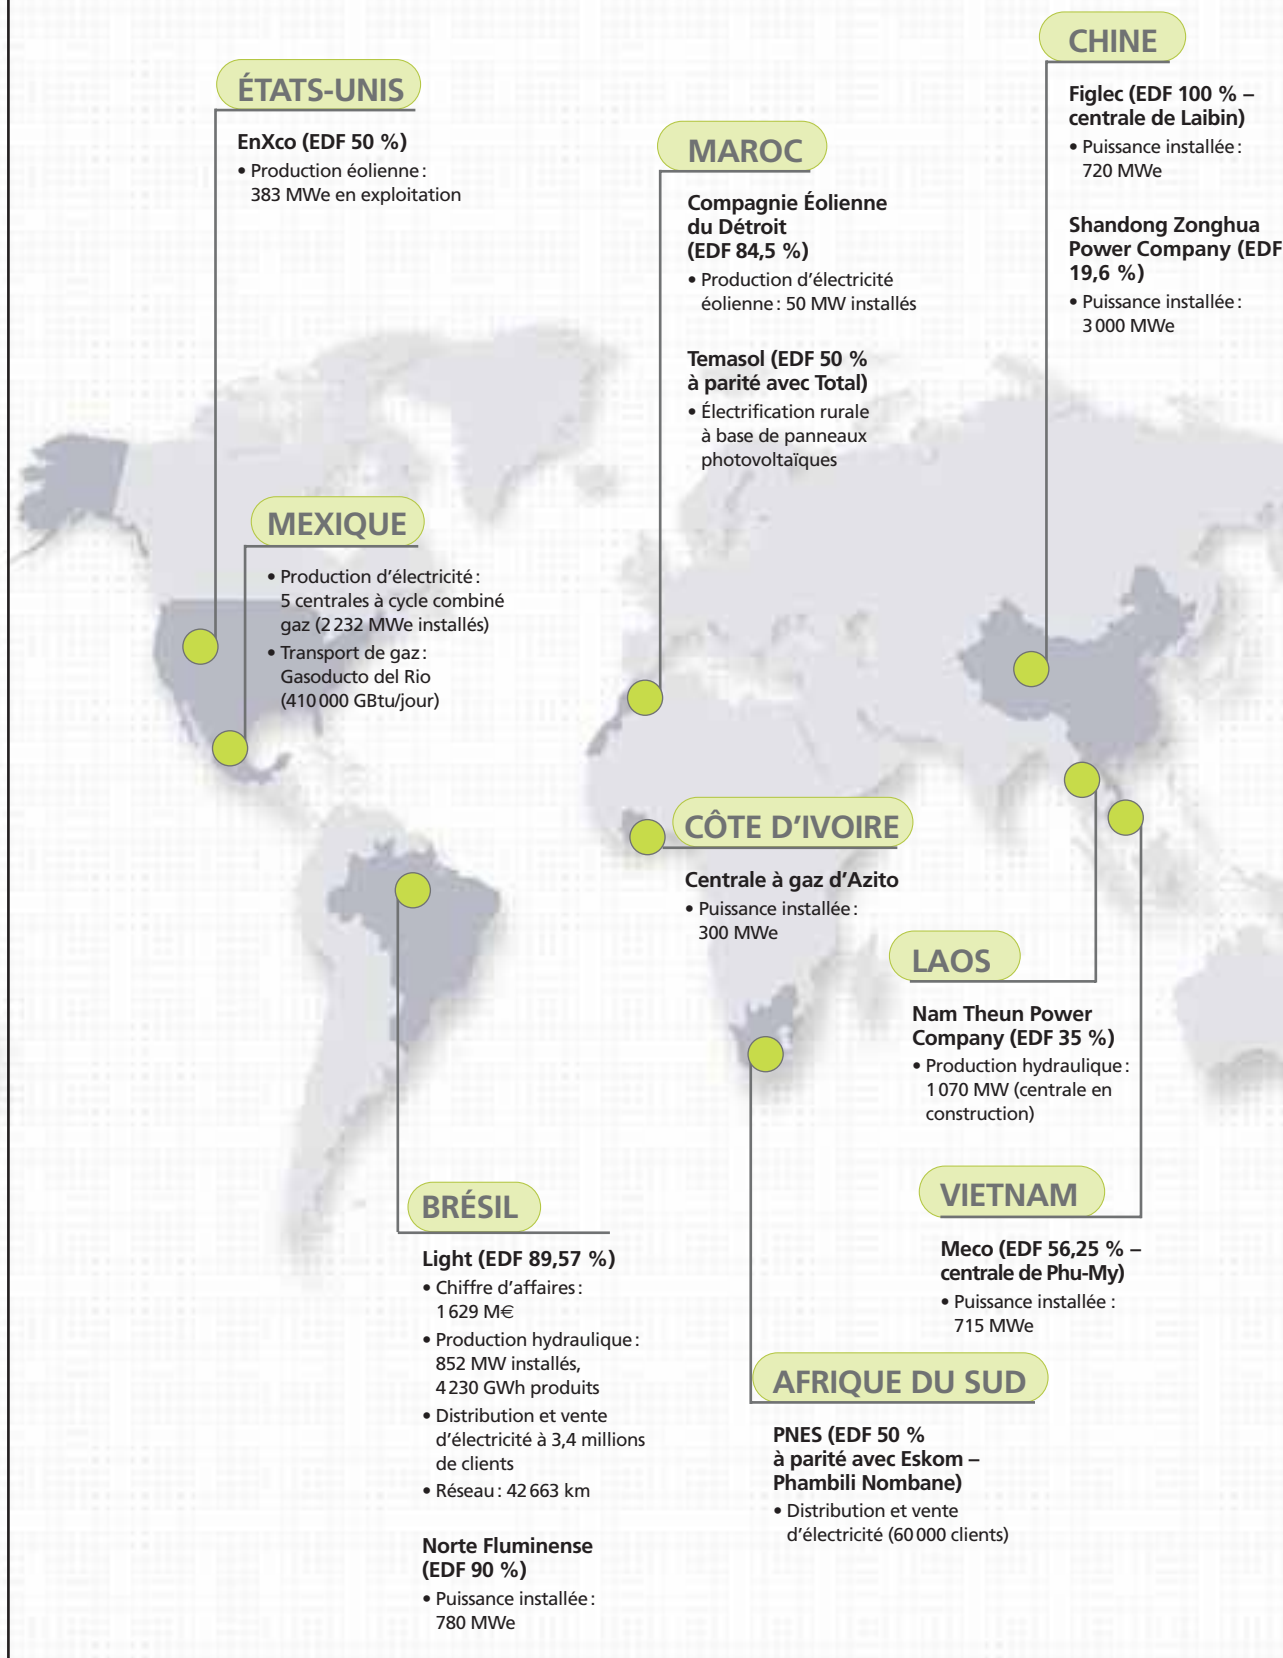 ÉTATS-UNIS
EnXco (EDF 50 %)
• Production éolienne :
383 MWe en exploitation
MEXIQUE
• Production d’électricité :
5 centrales à cycle combiné
gaz (2 232 MWe installés)
• Transport de gaz :
Gasoducto del Rio
(410 000 GBtu/jour)
BRÉSIL
Light (EDF 89,57 %)
• Chiffre d’affaires :
1 629 M€
• Production hydraulique :
852 MW installés,
4 230 GWh produits
• Distribution et vente
d’électricité à 3,4 millions
de clients
• Réseau : 42 663 km
Norte Fluminense
(EDF 90 %)
• Puissance installée :
780 MWe
MAROC
Compagnie Éolienne
du Détroit
(EDF 84,5 %)
• Production d’électricité
éolienne : 50 MW installés
Temasol (EDF 50 %
à parité avec Total)
• Électrification rurale
à base de panneaux
photovoltaïques
CÔTE D’IVOIRE
Centrale à gaz d’Azito
• Puissance installée :
300 MWe
AFRIQUE DU SUD
PNES (EDF 50 %
à parité avec Eskom –
Phambili Nombane)
• Distribution et vente
d’électricité (60 000 clients)
CHINE
Figlec (EDF 100 % –
centrale de Laibin)
• Puissance installée :
720 MWe
Shandong Zonghua
Power Company (EDF
19,6 %)
• Puissance installée :
3 000 MWe
LAOS
Nam Theun Power
Company (EDF 35 %)
• Production hydraulique :
1 070 MW (centrale en
construction)
VIETNAM
Meco (EDF 56,25 % –
centrale de Phu-My)
• Puissance installée :
715 MWe